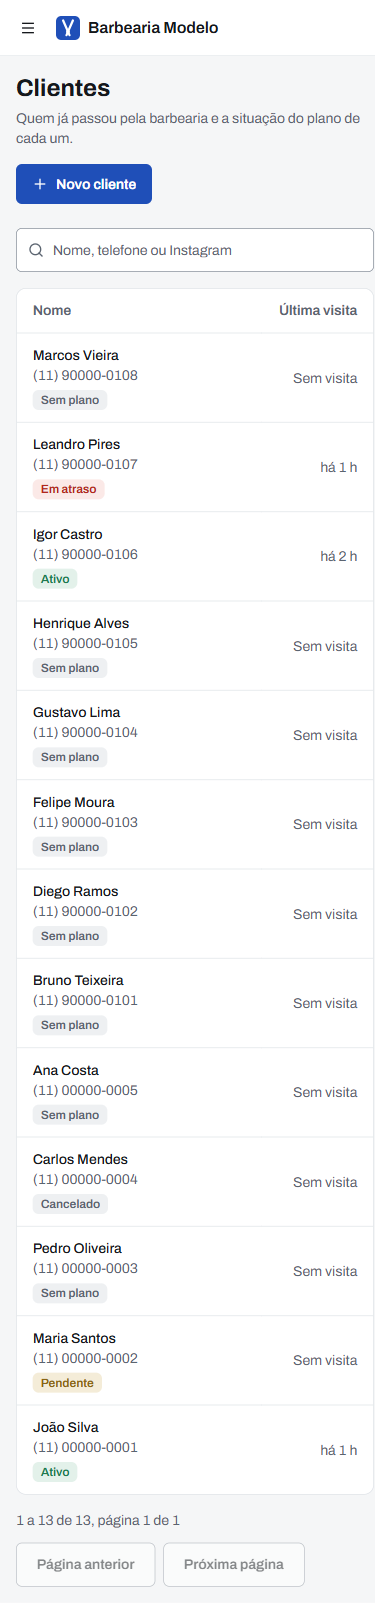 Barbearia Modelo
Clientes
Quem já passou pela barbearia e a situação do plano de
cada um.
Novo cliente
Nome, telefone ou Instagram
Nome Última visita
Marcos Vieira
(11) 90000-0108
Sem plano
Sem visita
Leandro Pires
(11) 90000-0107
Em atraso
há 1 h
Igor Castro
(11) 90000-0106
Ativo
há 2 h
Henrique Alves
(11) 90000-0105
Sem plano
Sem visita
Gustavo Lima
(11) 90000-0104
Sem plano
Sem visita
Felipe Moura
(11) 90000-0103
Sem plano
Sem visita
Diego Ramos
(11) 90000-0102
Sem plano
Sem visita
Bruno Teixeira
(11) 90000-0101
Sem plano
Sem visita
Ana Costa
(11) 00000-0005
Sem plano
Sem visita
Carlos Mendes
(11) 00000-0004
Cancelado
Sem visita
Pedro Oliveira
(11) 00000-0003
Sem plano
Sem visita
Maria Santos
(11) 00000-0002
Pendente
Sem visita
João Silva
(11) 00000-0001
Ativo
há 1 h
1 a 13 de 13, página 1 de 1
Página anterior Próxima página